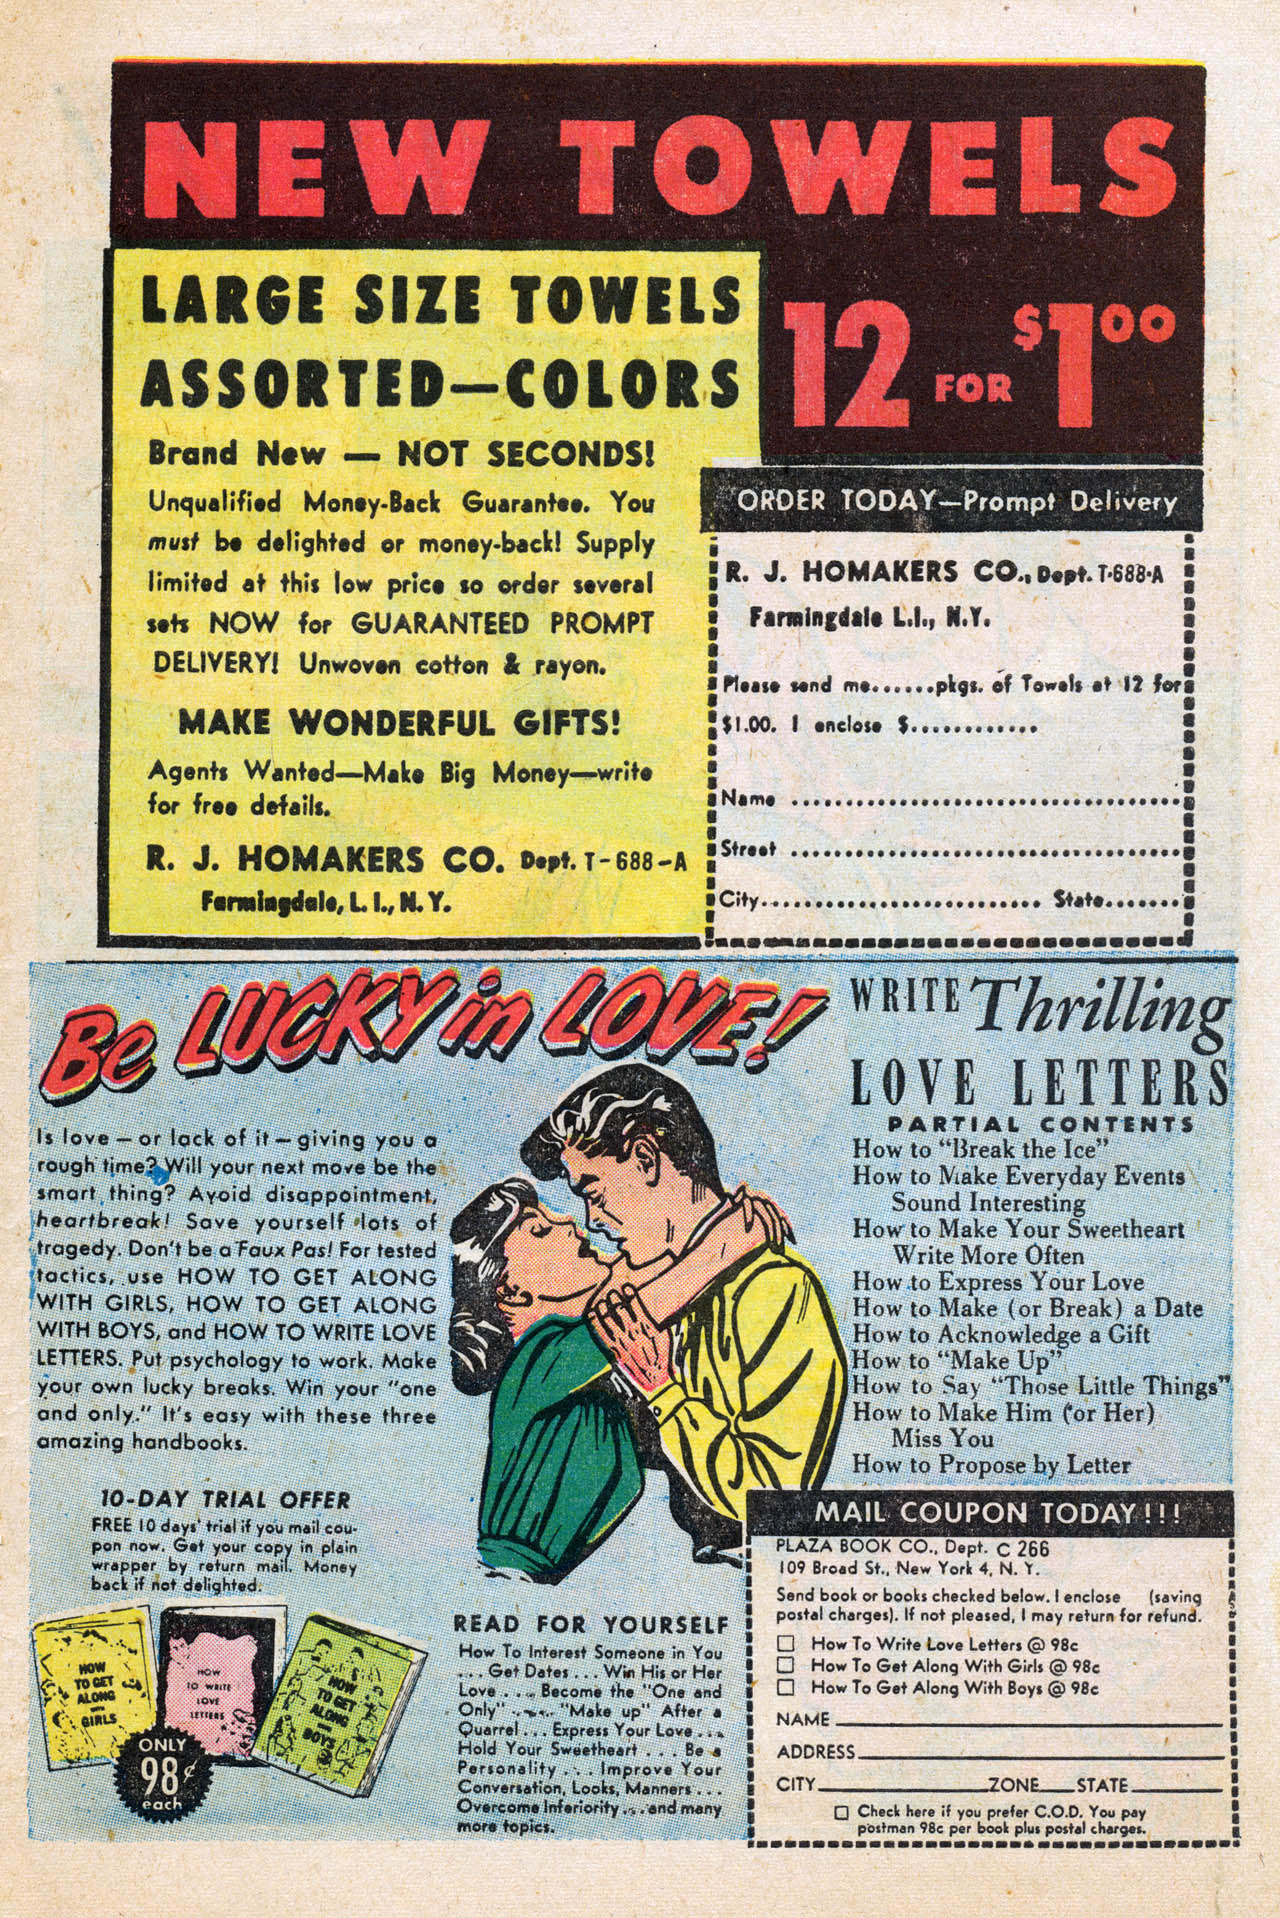 NEW TOWELS
LARGE SIZE TOWELS
ASSORTED—COLORS
12 FOR $1.00
Brand New — NOT SECONDS!
Unqualified Money-Back Guarantee. You
must be delighted or money-back! Supply
limited at this low price so order several
sets NOW for GUARANTEED PROMPT
DELIVERY! Unwoven cotton & rayon.
MAKE WONDERFUL GIFTS!
Agents Wanted—Make Big Money—write
for free details.
R. J. HOMAKERS CO. Dept. T-688-A
Farmingdale, L. I., N. Y.
ORDER TODAY—Prompt Delivery
R. J. HOMAKERS CO., Dept. T-688-A
Farmingdale L.I., N.Y.
Please send me......pkgs. of Towels at 12 for
$1.00. I enclose $............
Name ..................................
Street ..................................
City.......................... State.......
Be LUCKY in LOVE!
Is love — or lack of it — giving you a
rough time? Will your next move be the
smart thing? Avoid disappointment,
heartbreak! Save yourself lots of
tragedy. Don't be a Faux Pas! For tested
tactics, use HOW TO GET ALONG
WITH GIRLS, HOW TO GET ALONG
WITH BOYS, and HOW TO WRITE LOVE
LETTERS. Put psychology to work. Make
your own lucky breaks. Win your "one
and only." It's easy with these three
amazing handbooks.
10-DAY TRIAL OFFER
FREE 10 days' trial if you mail cou-
pon now. Get your copy in plain
wrapper by return mail. Money
back if not delighted.
HOW
TO GET
ALONG
WITH
GIRLS
HOW
TO WRITE
LOVE
LETTERS
HOW
TO GET
ALONG
WITH
BOYS
ONLY
98¢
each
READ FOR YOURSELF
How To Interest Someone in You
... Get Dates ... Win His or Her
Love ... Become the "One and
Only" ... "Make up" After a
Quarrel ... Express Your Love ...
Hold Your Sweetheart ... Be a
Personality ... Improve Your
Conversation, Looks, Manners ...
Overcome Inferiority ... and many
more topics.
WRITE Thrilling
LOVE LETTERS
PARTIAL CONTENTS
How to "Break the Ice"
How to Make Everyday Events
Sound Interesting
How to Make Your Sweetheart
Write More Often
How to Express Your Love
How to Make (or Break) a Date
How to Acknowledge a Gift
How to "Make Up"
How to Say "Those Little Things"
How to Make Him (or Her)
Miss You
How to Propose by Letter
MAIL COUPON TODAY!!!
PLAZA BOOK CO., Dept. C 266
109 Broad St., New York 4, N. Y.
Send book or books checked below. I enclose (saving
postal charges). If not pleased, I may return for refund.
☐ How To Write Love Letters @ 98c
☐ How To Get Along With Girls @ 98c
☐ How To Get Along With Boys @ 98c
NAME
ADDRESS
CITY ZONE STATE
☐ Check here if you prefer C.O.D. You pay
postman 98c per book plus postal charges.